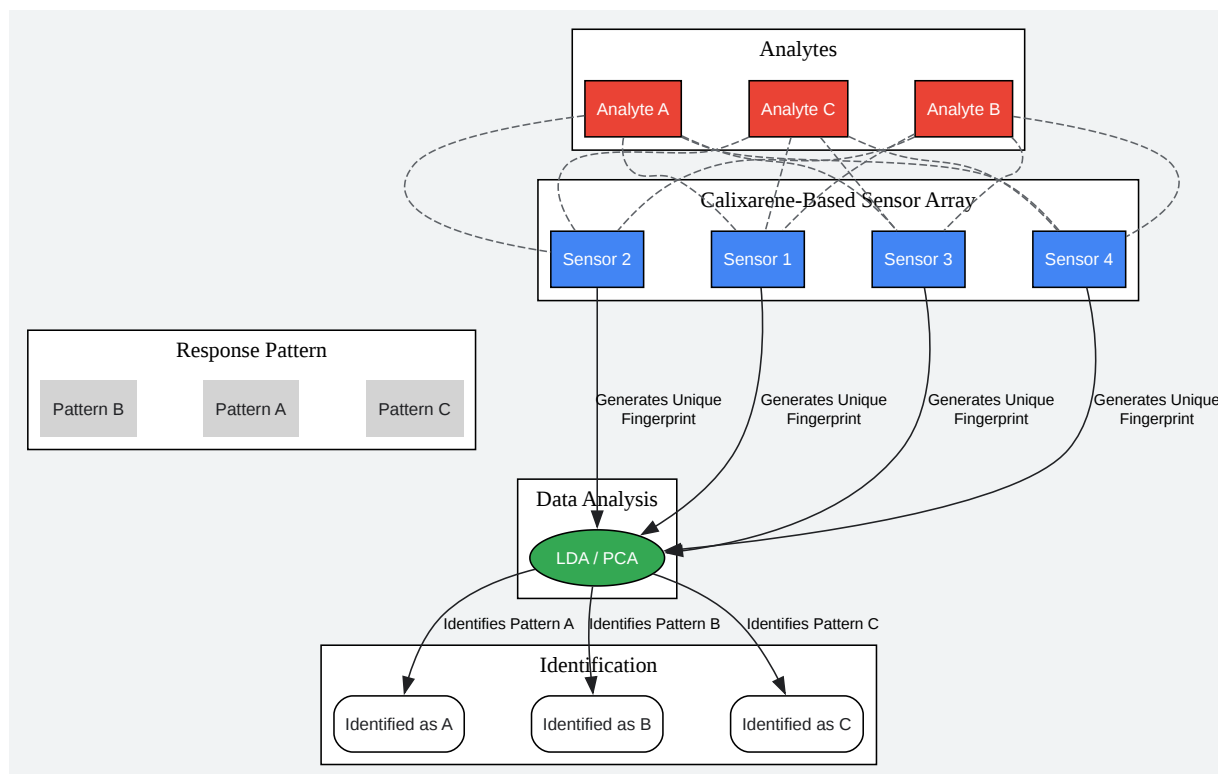 Analytes
Analyte A
Analyte C
Analyte B
Calixarene-Based Sensor Array
Sensor 2
Sensor 1
Sensor 3
Sensor 4
Response Pattern
Pattern B
Pattern A
Pattern C
Generates Unique
Fingerprint
Generates Unique
Fingerprint
Generates Unique
Fingerprint
Generates Unique
Fingerprint
Data Analysis
LDA / PCA
Identifies Pattern A
Identifies Pattern B
Identifies Pattern C
Identification
Identified as A
Identified as B
Identified as C